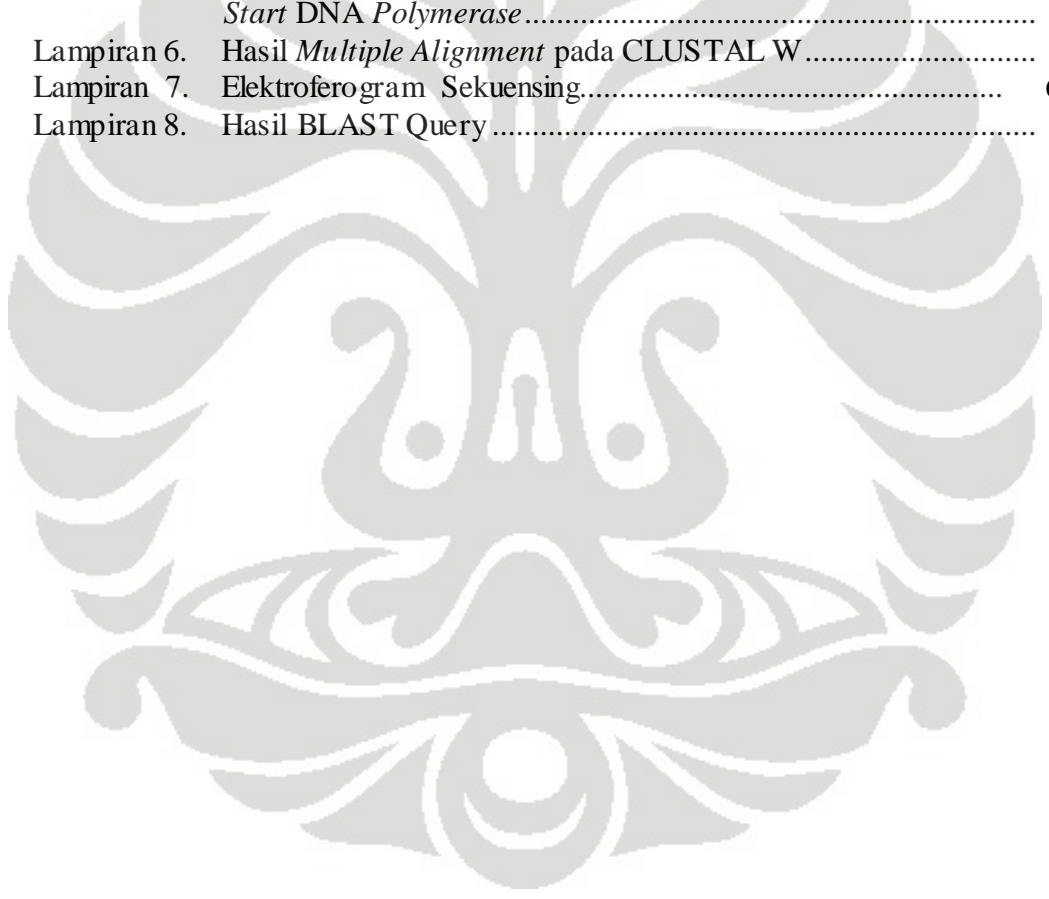 Start DNA Polymerase..........................................................................
Lampiran 6. Hasil Multiple Alignment pada CLUSTAL W.................................
Lampiran 7. Elektroferogram Sekuensing............................................................
Lampiran 8. Hasil BLAST Query...............................................................................